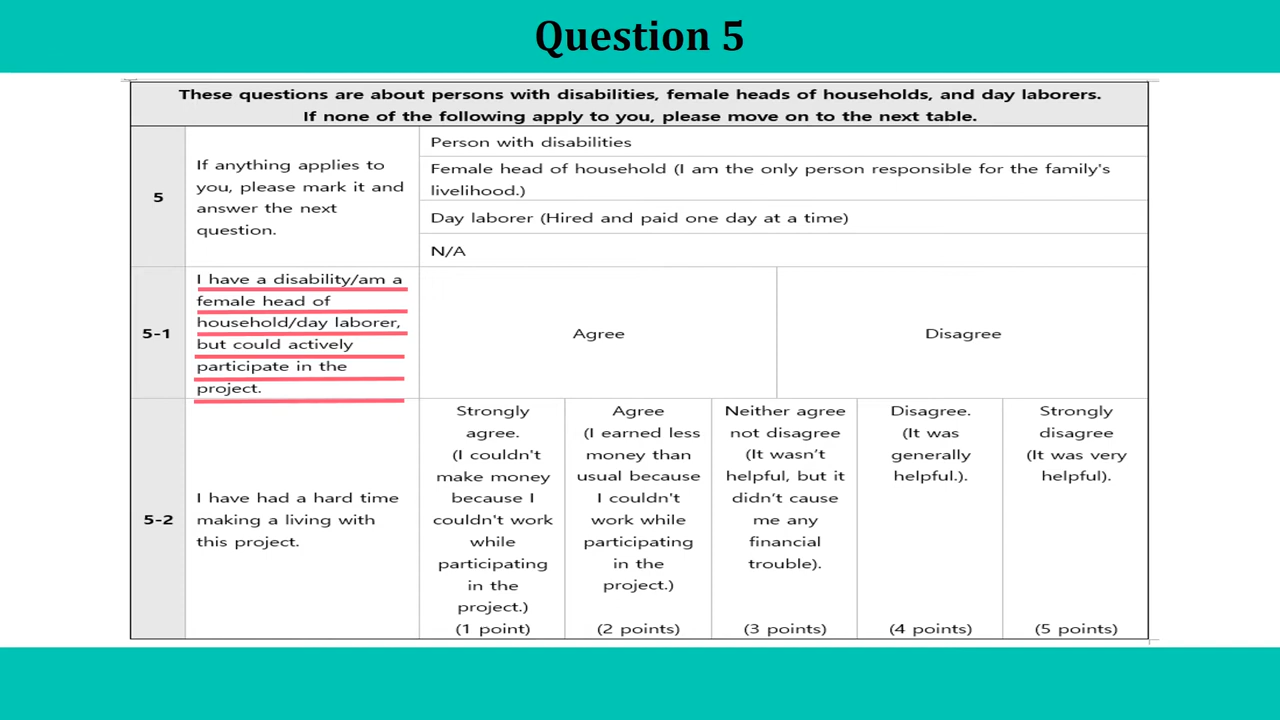 Question 5
These questions are about persons with disabilities, female heads of households, and day laborers.
If none of the following apply to you, please move on to the next table.
5
If anything applies to
you, please mark it and
answer the next
question.
Person with disabilities
Female head of household (I am the only person responsible for the family's
livelihood.)
Day laborer (Hired and paid one day at a time)
N/A
5-1
I have a disability/am a
female head of
household/day laborer,
but could actively
participate in the
project.
Agree
Disagree
5-2
I have had a hard time
making a living with
this project.
Strongly
agree.
(I couldn't
make money
because I
couldn't work
while
participating
in the
project.)
(1 point)
Agree
(I earned less
money than
usual because
I couldn't
work while
participating
in the
project.)
(2 points)
Neither agree
not disagree
(It wasn't
helpful, but it
didn't cause
me any
financial
trouble).
(3 points)
Disagree.
(It was
generally
helpful.).
(4 points)
Strongly
disagree
(It was very
helpful).
(5 points)